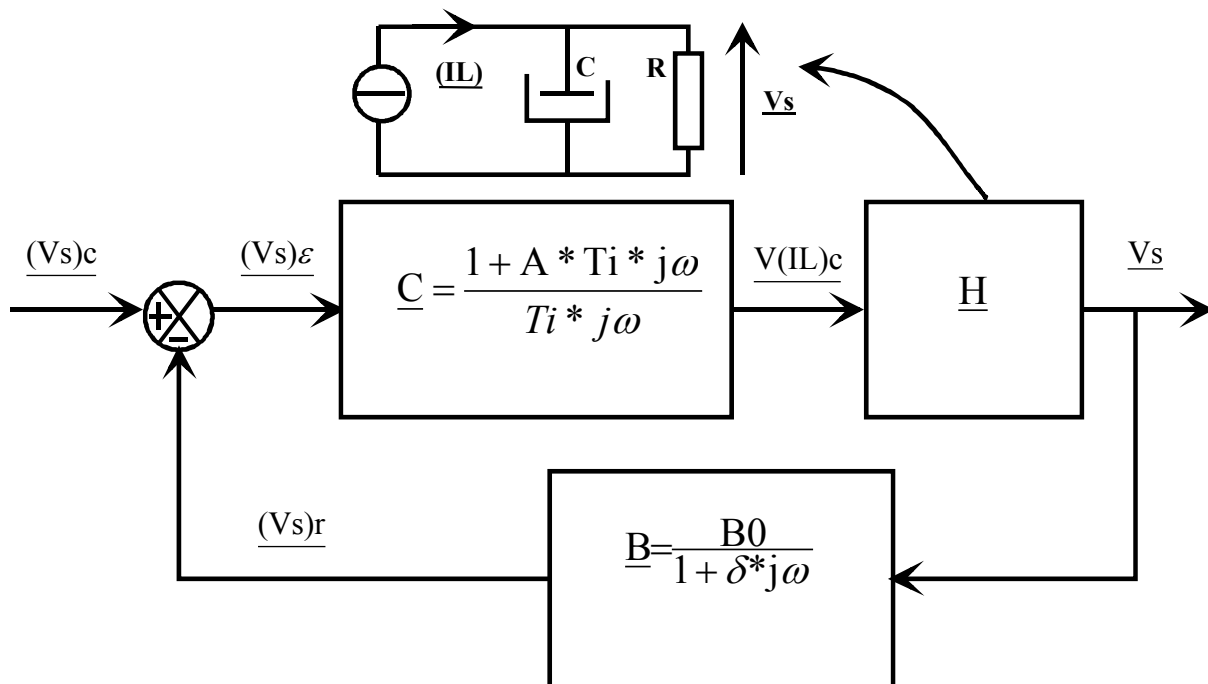 (IL)
C
R
Vs
(Vs)c
(Vs)ε
C = 1 + A * Ti * jω
Ti * jω
V(IL)c
H
Vs
+
-
(Vs)r
B= B0
1 + δ*jω